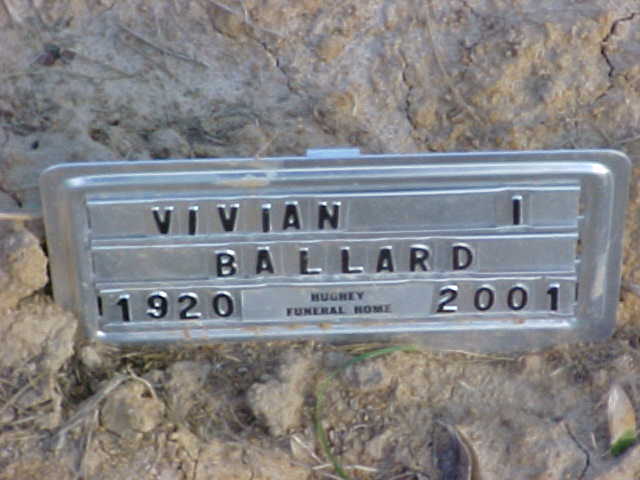 VIVIAN I
BALLARD
1920 HUGHEY FUNERAL HOME 2001